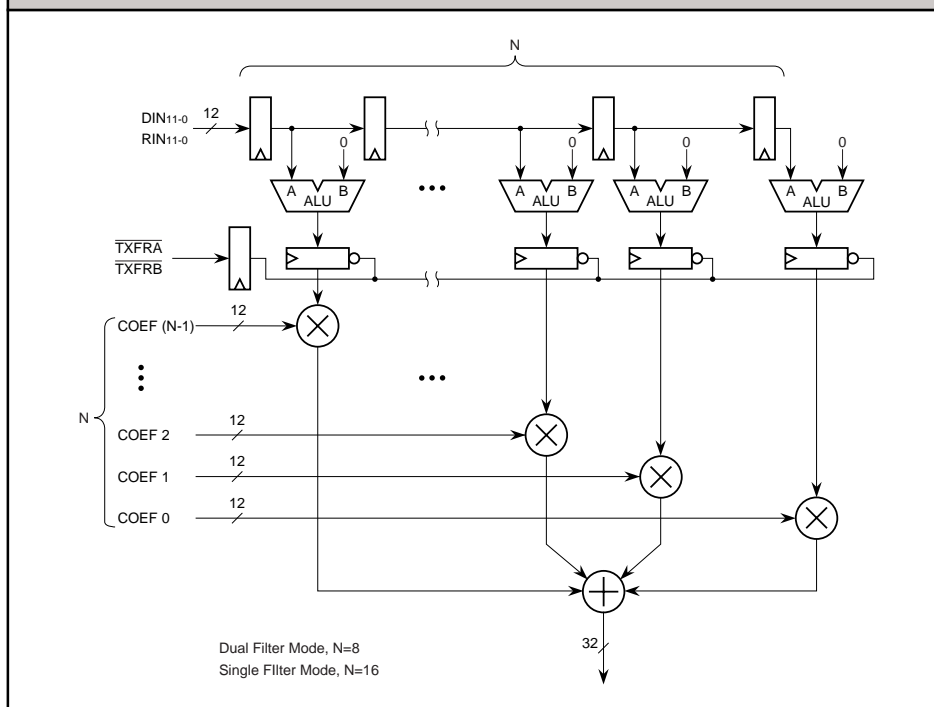 N
DIN11-0
RIN11-0
12
0 0 0 0
A B A B A B A B
ALU ALU ALU ALU
•••
TXFRA
TXFRB
N
COEF (N-1) 12
•••
•••
COEF 2 12
COEF 1 12
COEF 0 12
32
Dual Filter Mode, N=8
Single FIlter Mode, N=16